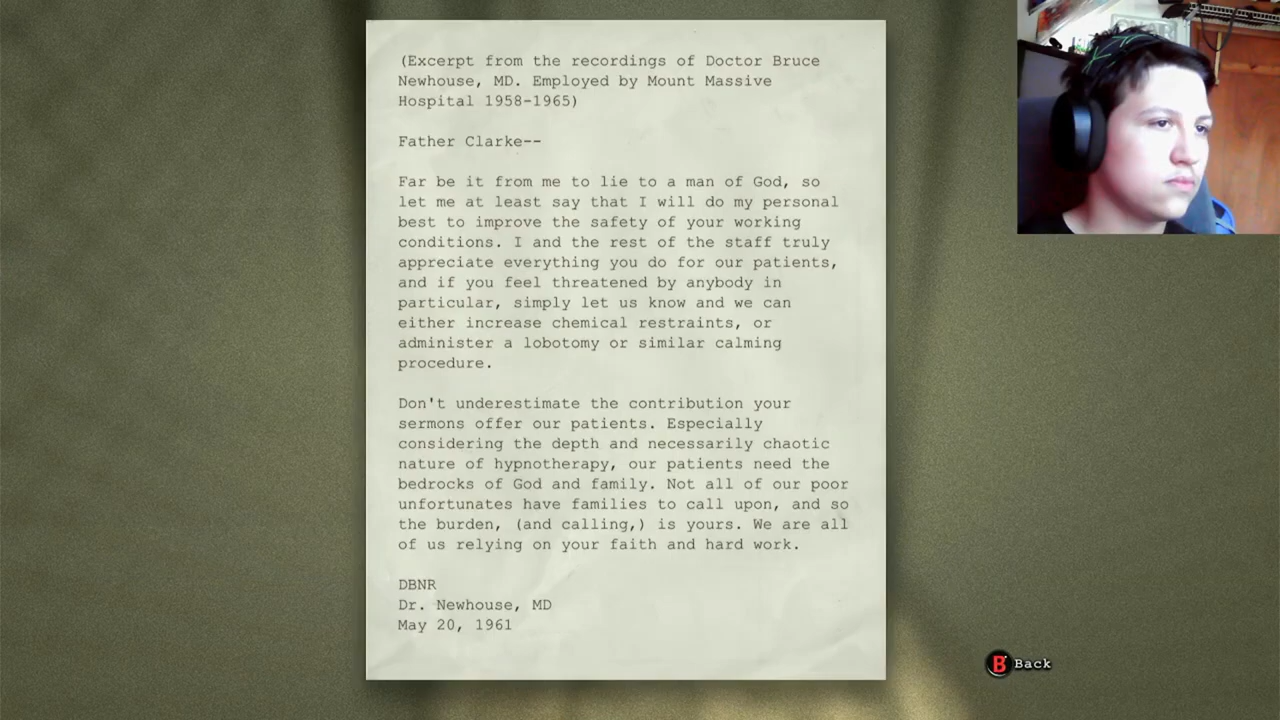 (Excerpt from the recordings of Doctor Bruce
Newhouse, MD. Employed by Mount Massive
Hospital 1958-1965)
Father Clarke--
Far be it from me to lie to a man of God, so
let me at least say that I will do my personal
best to improve the safety of your working
conditions. I and the rest of the staff truly
appreciate everything you do for our patients,
and if you feel threatened by anybody in
particular, simply let us know and we can
either increase chemical restraints, or
administer a lobotomy or similar calming
procedure.
Don't underestimate the contribution your
sermons offer our patients. Especially
considering the depth and necessarily chaotic
nature of hypnotherapy, our patients need the
bedrocks of God and family. Not all of our poor
unfortunates have families to call upon, and so
the burden, (and calling,) is yours. We are all
of us relying on your faith and hard work.
DBNR
Dr. Newhouse, MD
May 20, 1961
B Back